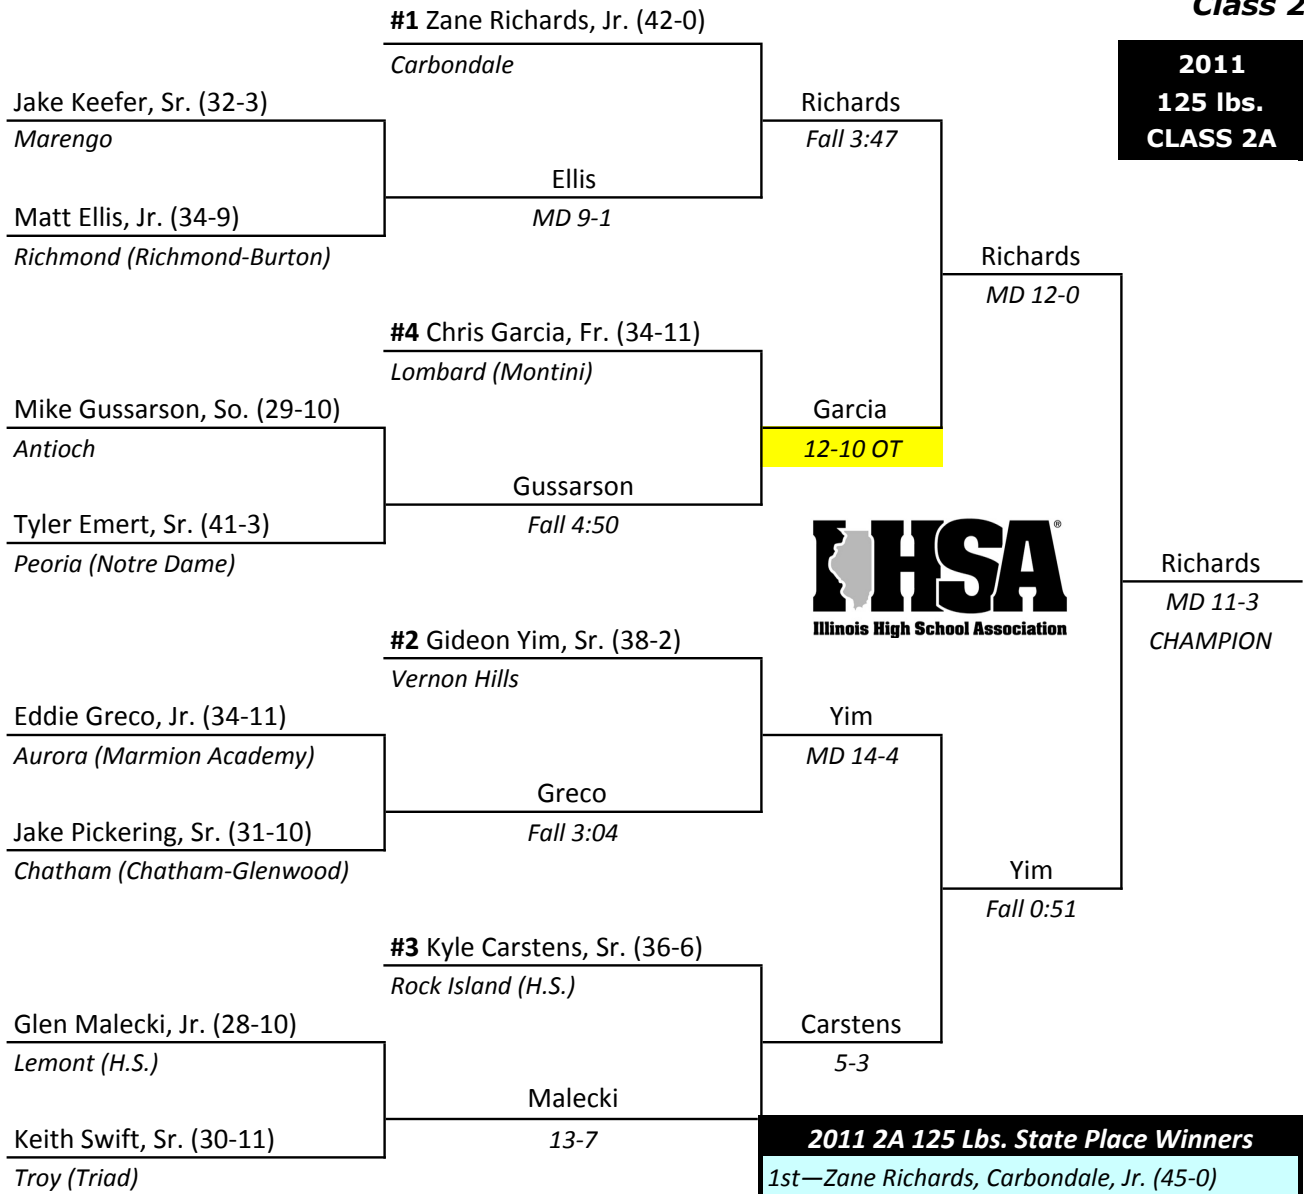 Class 2
2011
125 lbs.
CLASS 2A
#1 Zane Richards, Jr. (42-0)
Carbondale
Jake Keefer, Sr. (32-3)
Marengo
Richards
Fall 3:47
Ellis
MD 9-1
Matt Ellis, Jr. (34-9)
Richmond (Richmond-Burton)
Richards
MD 12-0
#4 Chris Garcia, Fr. (34-11)
Lombard (Montini)
Mike Gussarson, So. (29-10)
Antioch
Garcia
12-10 OT
Gussarson
Fall 4:50
Tyler Emert, Sr. (41-3)
Peoria (Notre Dame)
IHSA®
Illinois High School Association
Richards
MD 11-3
CHAMPION
#2 Gideon Yim, Sr. (38-2)
Vernon Hills
Eddie Greco, Jr. (34-11)
Aurora (Marmion Academy)
Yim
MD 14-4
Greco
Fall 3:04
Jake Pickering, Sr. (31-10)
Chatham (Chatham-Glenwood)
Yim
Fall 0:51
#3 Kyle Carstens, Sr. (36-6)
Rock Island (H.S.)
Glen Malecki, Jr. (28-10)
Lemont (H.S.)
Carstens
5-3
Malecki
13-7
Keith Swift, Sr. (30-11)
Troy (Triad)
2011 2A 125 Lbs. State Place Winners
1st—Zane Richards, Carbondale, Jr. (45-0)